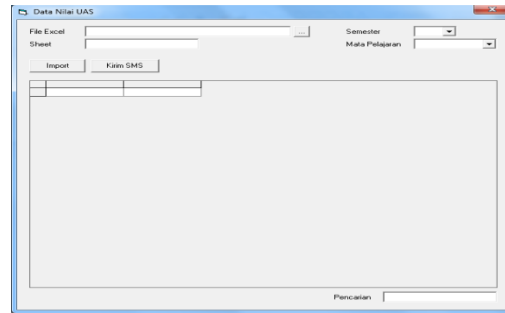 Data Nilai UAS
File Excel ... Semester
Sheet Mata Pelajaran
Import Kirim SMS
Pencarian